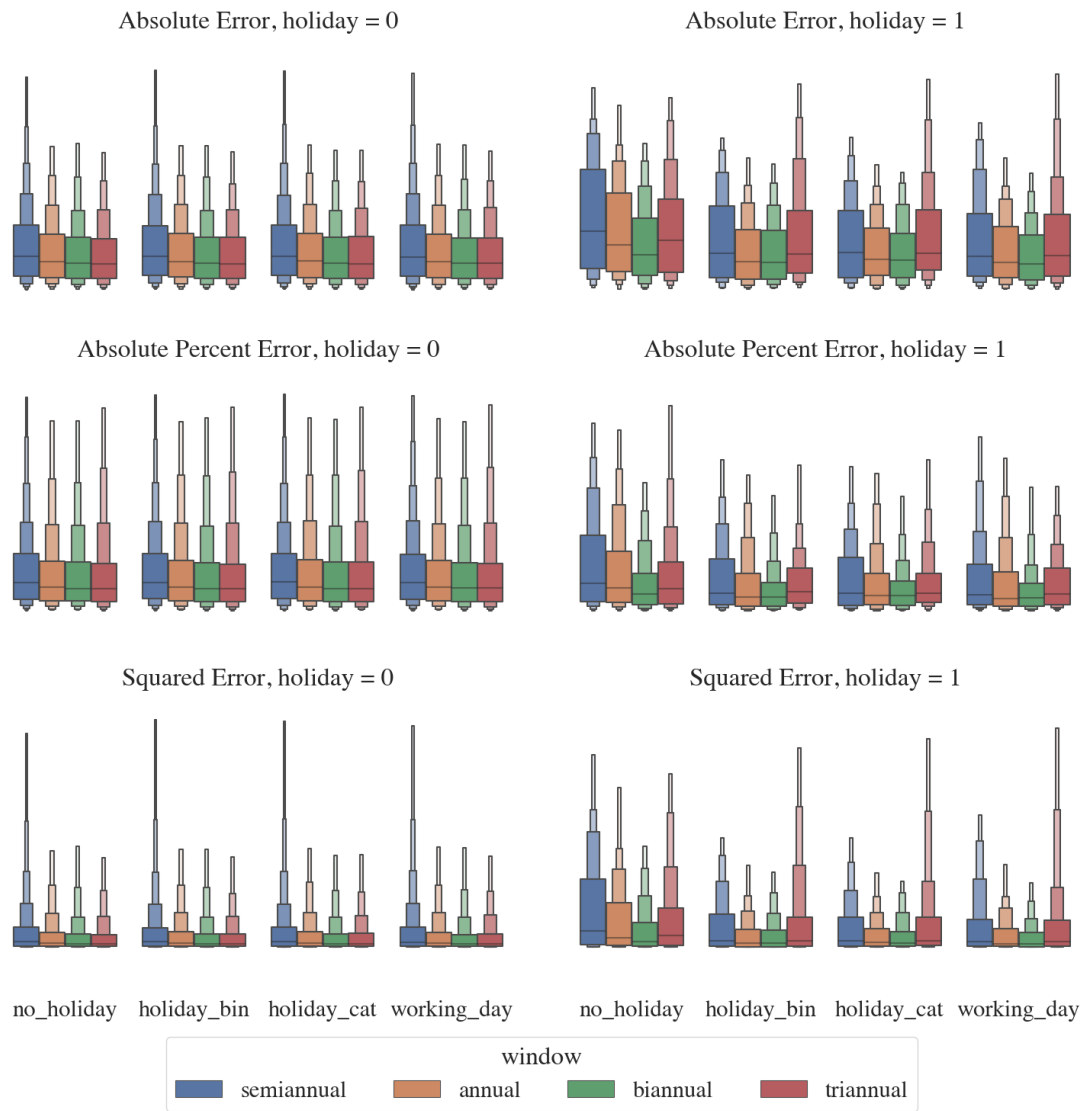 Absolute Error, holiday = 0
Absolute Error, holiday = 1
Absolute Percent Error, holiday = 0
Absolute Percent Error, holiday = 1
Squared Error, holiday = 0
Squared Error, holiday = 1
no_holiday holiday_bin holiday_cat working_day
no_holiday holiday_bin holiday_cat working_day
window
semiannual annual biannual triannual